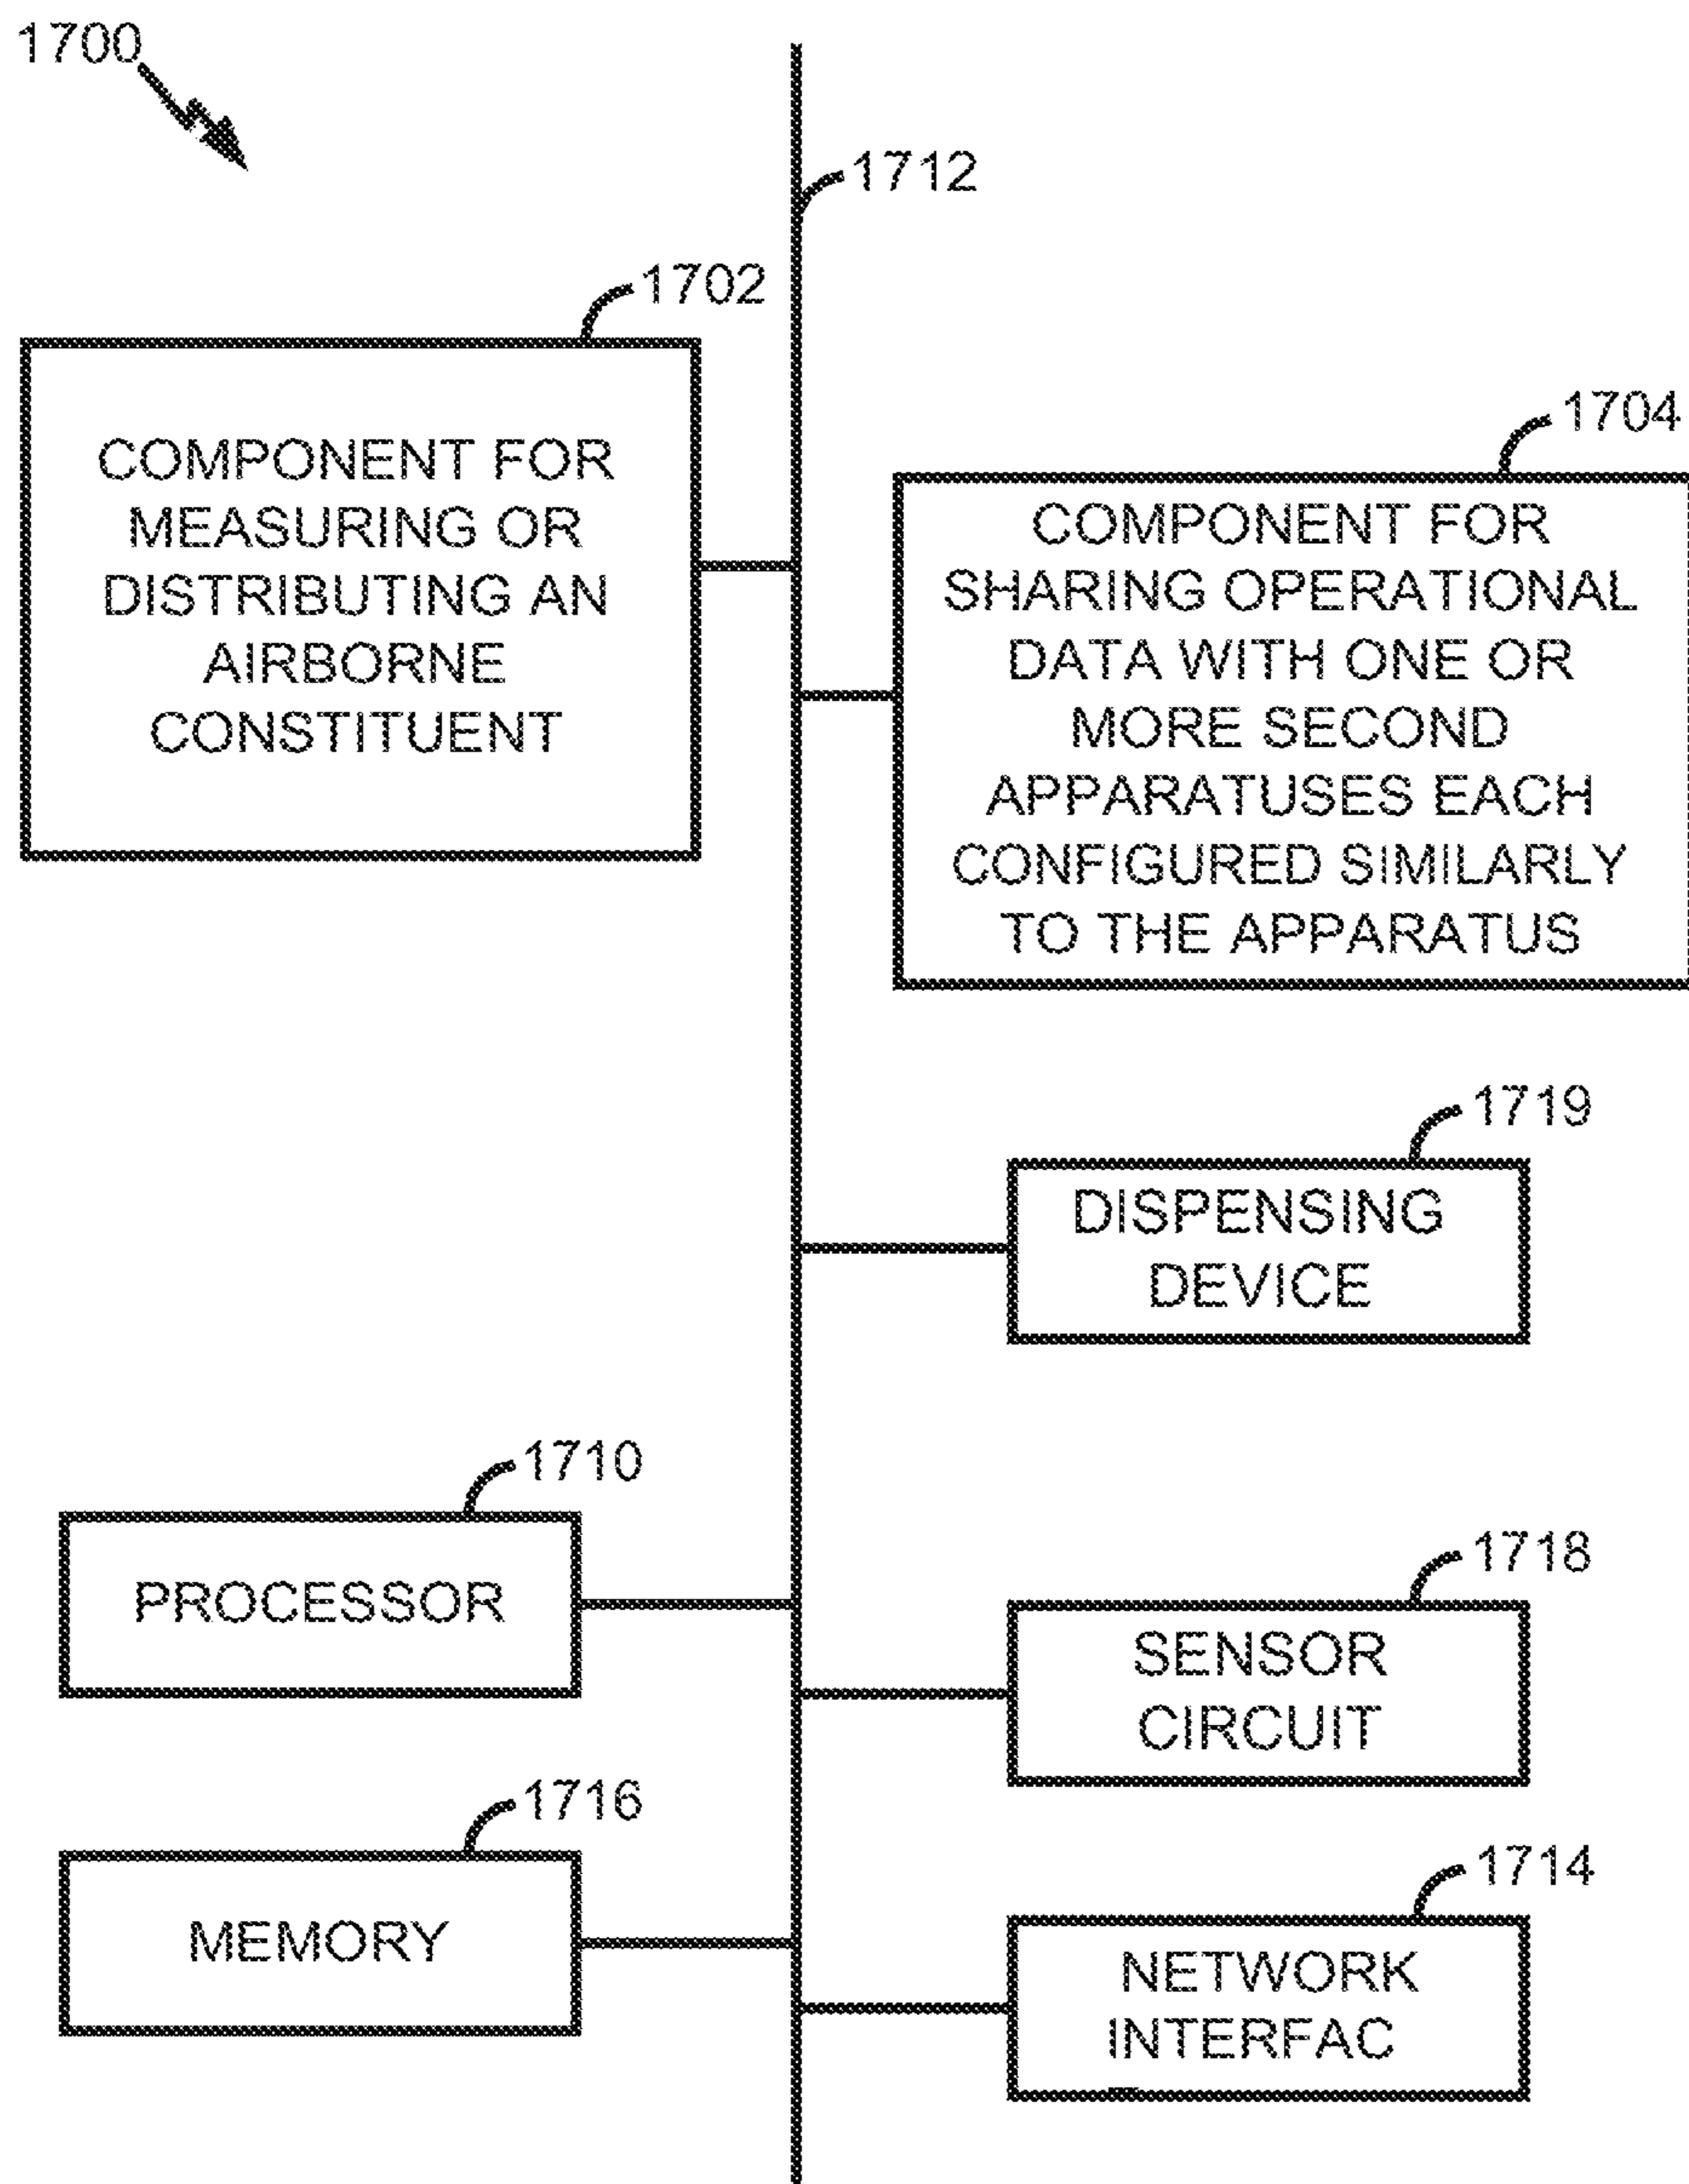 1700
1712
1702
COMPONENT FOR
MEASURING OR
DISTRIBUTING AN
AIRBORNE
CONSTITUENT
1704
COMPONENT FOR
SHARING OPERATIONAL
DATA WITH ONE OR
MORE SECOND
APPARATUSES EACH
CONFIGURED SIMILARLY
TO THE APPARATUS
1719
DISPENSING
DEVICE
1710
PROCESSOR
1718
SENSOR
CIRCUIT
1716
MEMORY
1714
NETWORK
INTERFAC